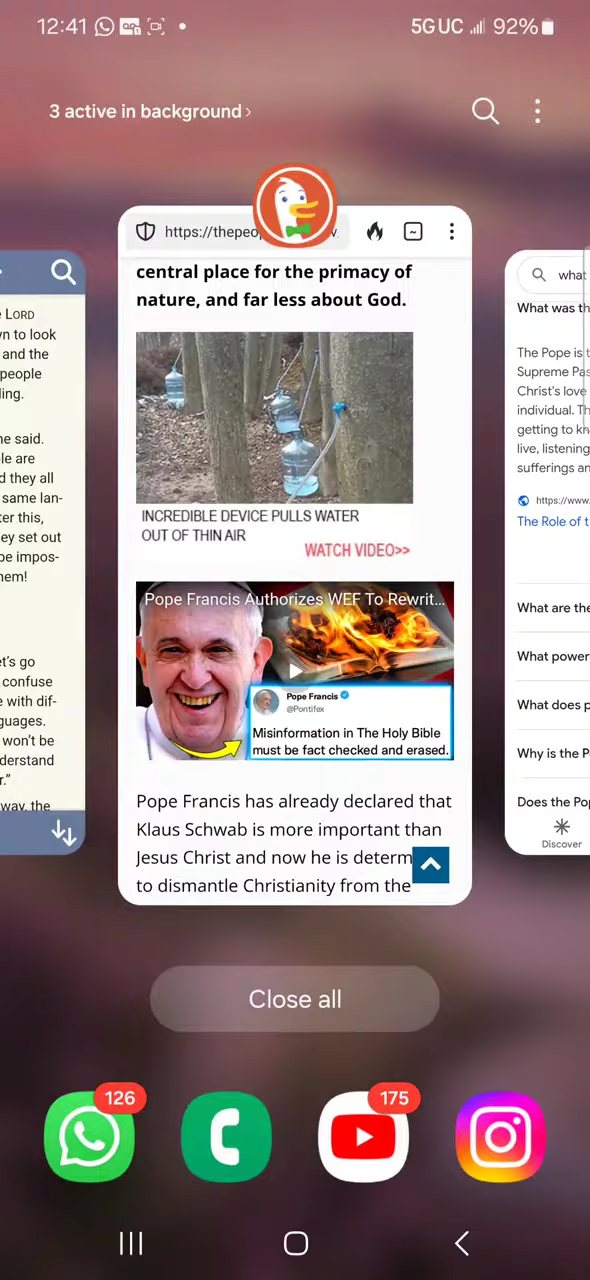 12:41
5G UC
92%
3 active in background ›
https://thepeo
v.
central place for the primacy of
nature, and far less about God.
INCREDIBLE DEVICE PULLS WATER
OUT OF THIN AIR
WATCH VIDEO>>
Pope Francis Authorizes WEF To Rewrit...
Pope Francis
@Pontifex
Misinformation in The Holy Bible
must be fact checked and erased.
Pope Francis has already declared that
Klaus Schwab is more important than
Jesus Christ and now he is determ
to dismantle Christianity from the
e LORD
wn to look
and the
people
ling.
he said.
le are
d they all
same lan-
ter this,
ey set out
be impos-
hem!
et's go
confuse
e with dif-
guages.
won't be
derstand
r."
way, the
what
What was th
The Pope is t
Supreme Pas
Christ's love
individual. Th
getting to kn
live, listening
sufferings an
https://www.
The Role of t
What are the
What power
What does p
Why is the P
Does the Pop
Discover
Close all
126
175